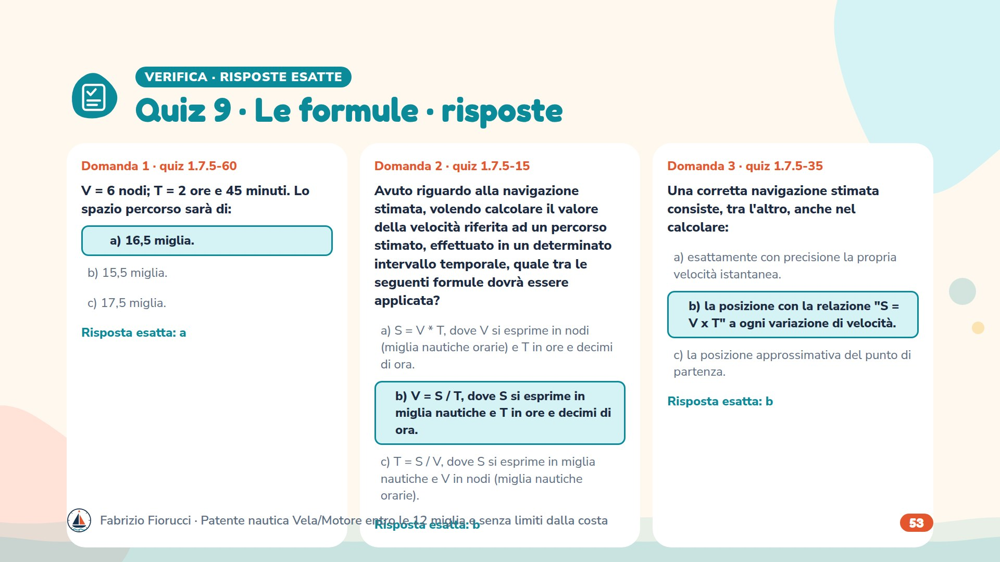 VERIFICA · RISPOSTE ESATTE
Quiz 9 · Le formule · risposte
Domanda 1 · quiz 1.7.5-60
V = 6 nodi; T = 2 ore e 45 minuti. Lo
spazio percorso sarà di:
a) 16,5 miglia.
b) 15,5 miglia.
c) 17,5 miglia.
Risposta esatta: a
Domanda 2 · quiz 1.7.5-15
Avuto riguardo alla navigazione
stimata, volendo calcolare il valore
della velocità riferita ad un percorso
stimato, effettuato in un determinato
intervallo temporale, quale tra le
seguenti formule dovrà essere
applicata?
a) S = V * T, dove V si esprime in nodi
(miglia nautiche orarie) e T in ore e decimi
di ora.
b) V = S / T, dove S si esprime in
miglia nautiche e T in ore e decimi di
ora.
c) T = S / V, dove S si esprime in miglia
nautiche e V in nodi (miglia nautiche
orarie).
Risposta esatta: b
Domanda 3 · quiz 1.7.5-35
Una corretta navigazione stimata
consiste, tra l'altro, anche nel
calcolare:
a) esattamente con precisione la propria
velocità istantanea.
b) la posizione con la relazione "S =
V x T" a ogni variazione di velocità.
c) la posizione approssimativa del punto di
partenza.
Risposta esatta: b
Fabrizio Fiorucci · Patente nautica Vela/Motore entro le 12 miglia e senza limiti dalla costa
53